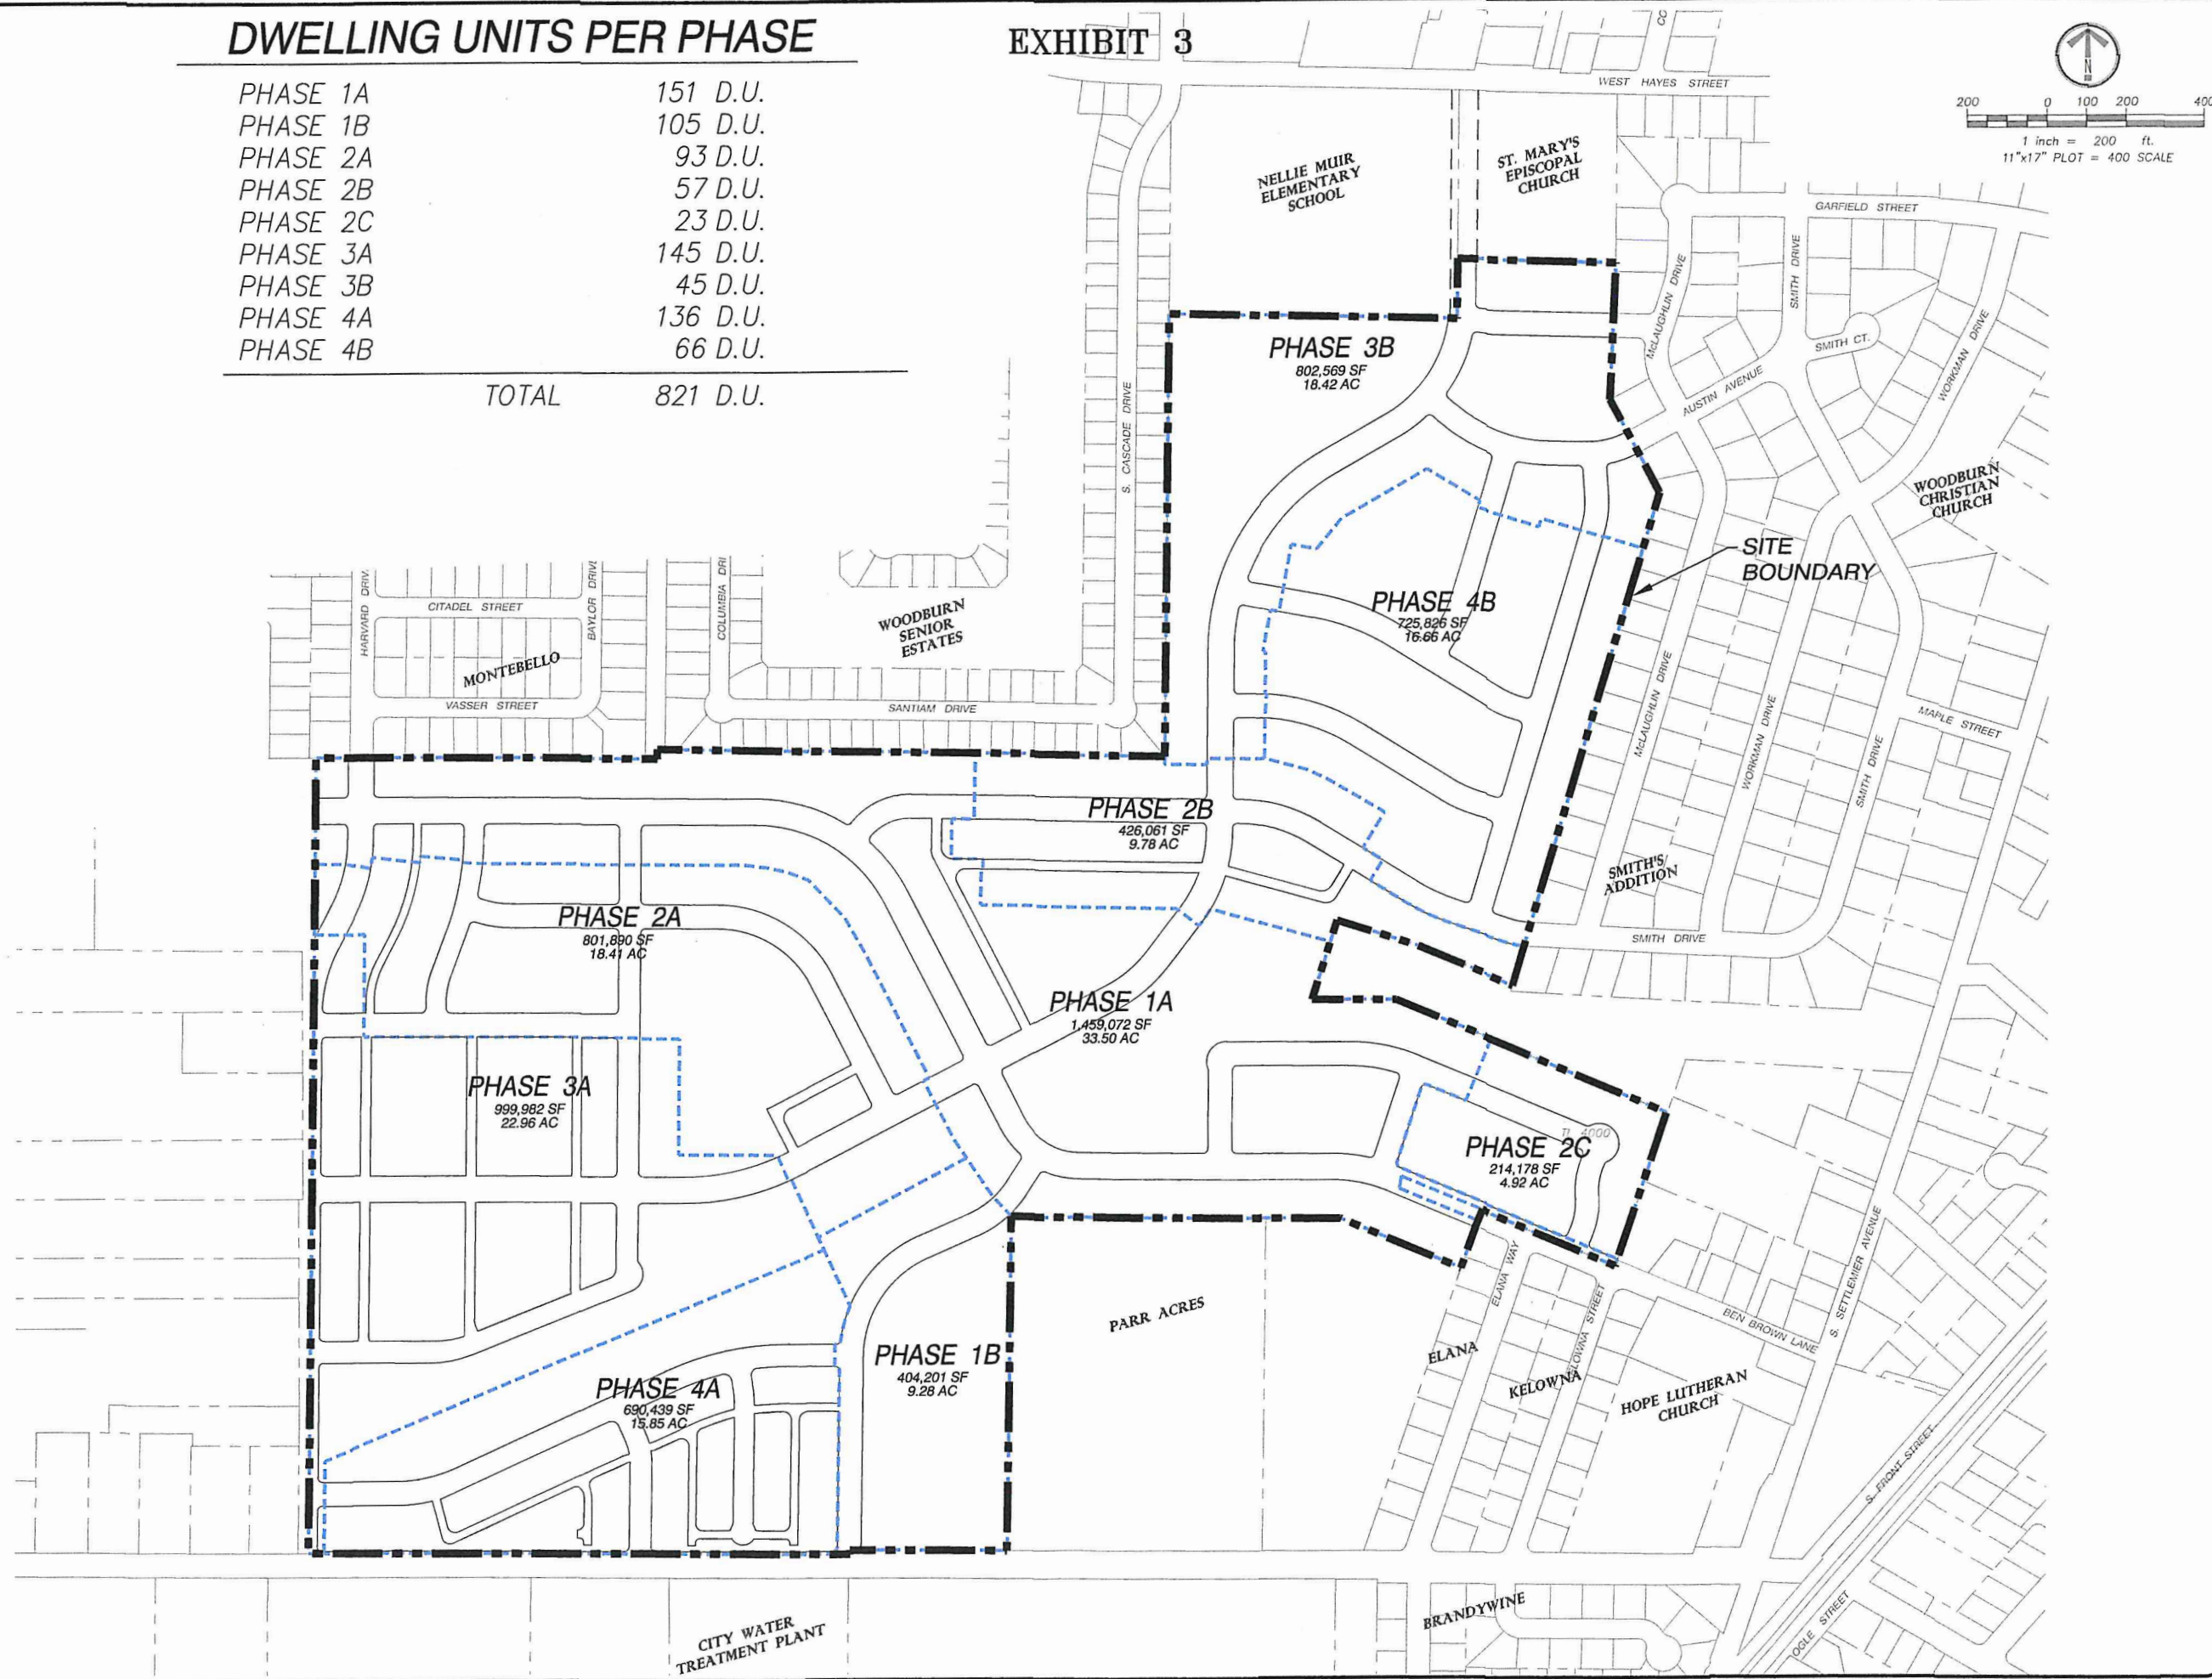 DWELLING UNITS PER PHASE
PHASE 1A 151 D.U.
PHASE 1B 105 D.U.
PHASE 2A 93 D.U.
PHASE 2B 57 D.U.
PHASE 2C 23 D.U.
PHASE 3A 145 D.U.
PHASE 3B 45 D.U.
PHASE 4A 136 D.U.
PHASE 4B 66 D.U.
TOTAL 821 D.U.
EXHIBIT 3
CO
WEST HAYES STREET
N
200 0 100 200 400
1 inch = 200 ft.
11"x17" PLOT = 400 SCALE
NELLIE MUIR
ELEMENTARY
SCHOOL
ST. MARY'S
EPISCOPAL
CHURCH
GARFIELD STREET
SMITH DRIVE
McLAUGHLIN DRIVE
SMITH CT.
WORKMAN DRIVE
AUSTIN AVENUE
S. CASCADE DRIVE
PHASE 3B
802,569 SF
18.42 AC
WOODBURN
CHRISTIAN
CHURCH
SITE
BOUNDARY
PHASE 4B
725,826 SF
16.66 AC
HARVARD DRIV
CITADEL STREET
BAYLOR DRIVE
COLUMBIA DRI
MONTEBELLO
VASSER STREET
WOODBURN
SENIOR
ESTATES
SANTIAM DRIVE
McLAUGHLIN DRIVE
WORKMAN DRIVE
SMITH DRIVE
MAPLE STREET
PHASE 2B
426,061 SF
9.78 AC
SMITH'S
ADDITION
SMITH DRIVE
PHASE 2A
801,890 SF
18.41 AC
PHASE 1A
1,459,072 SF
33.50 AC
PHASE 3A
999,982 SF
22.96 AC
TL 4000
PHASE 2C
214,178 SF
4.92 AC
S. SETTLEMIER AVENUE
ELANA WAY
KELOWNA STREET
BEN BROWN LANE
PARR ACRES
PHASE 1B
404,201 SF
9.28 AC
PHASE 4A
690,439 SF
15.85 AC
ELANA
KELOWNA
HOPE LUTHERAN
CHURCH
S. FRONT STREET
CITY WATER
TREATMENT PLANT
BRANDYWINE
OGLE STREET